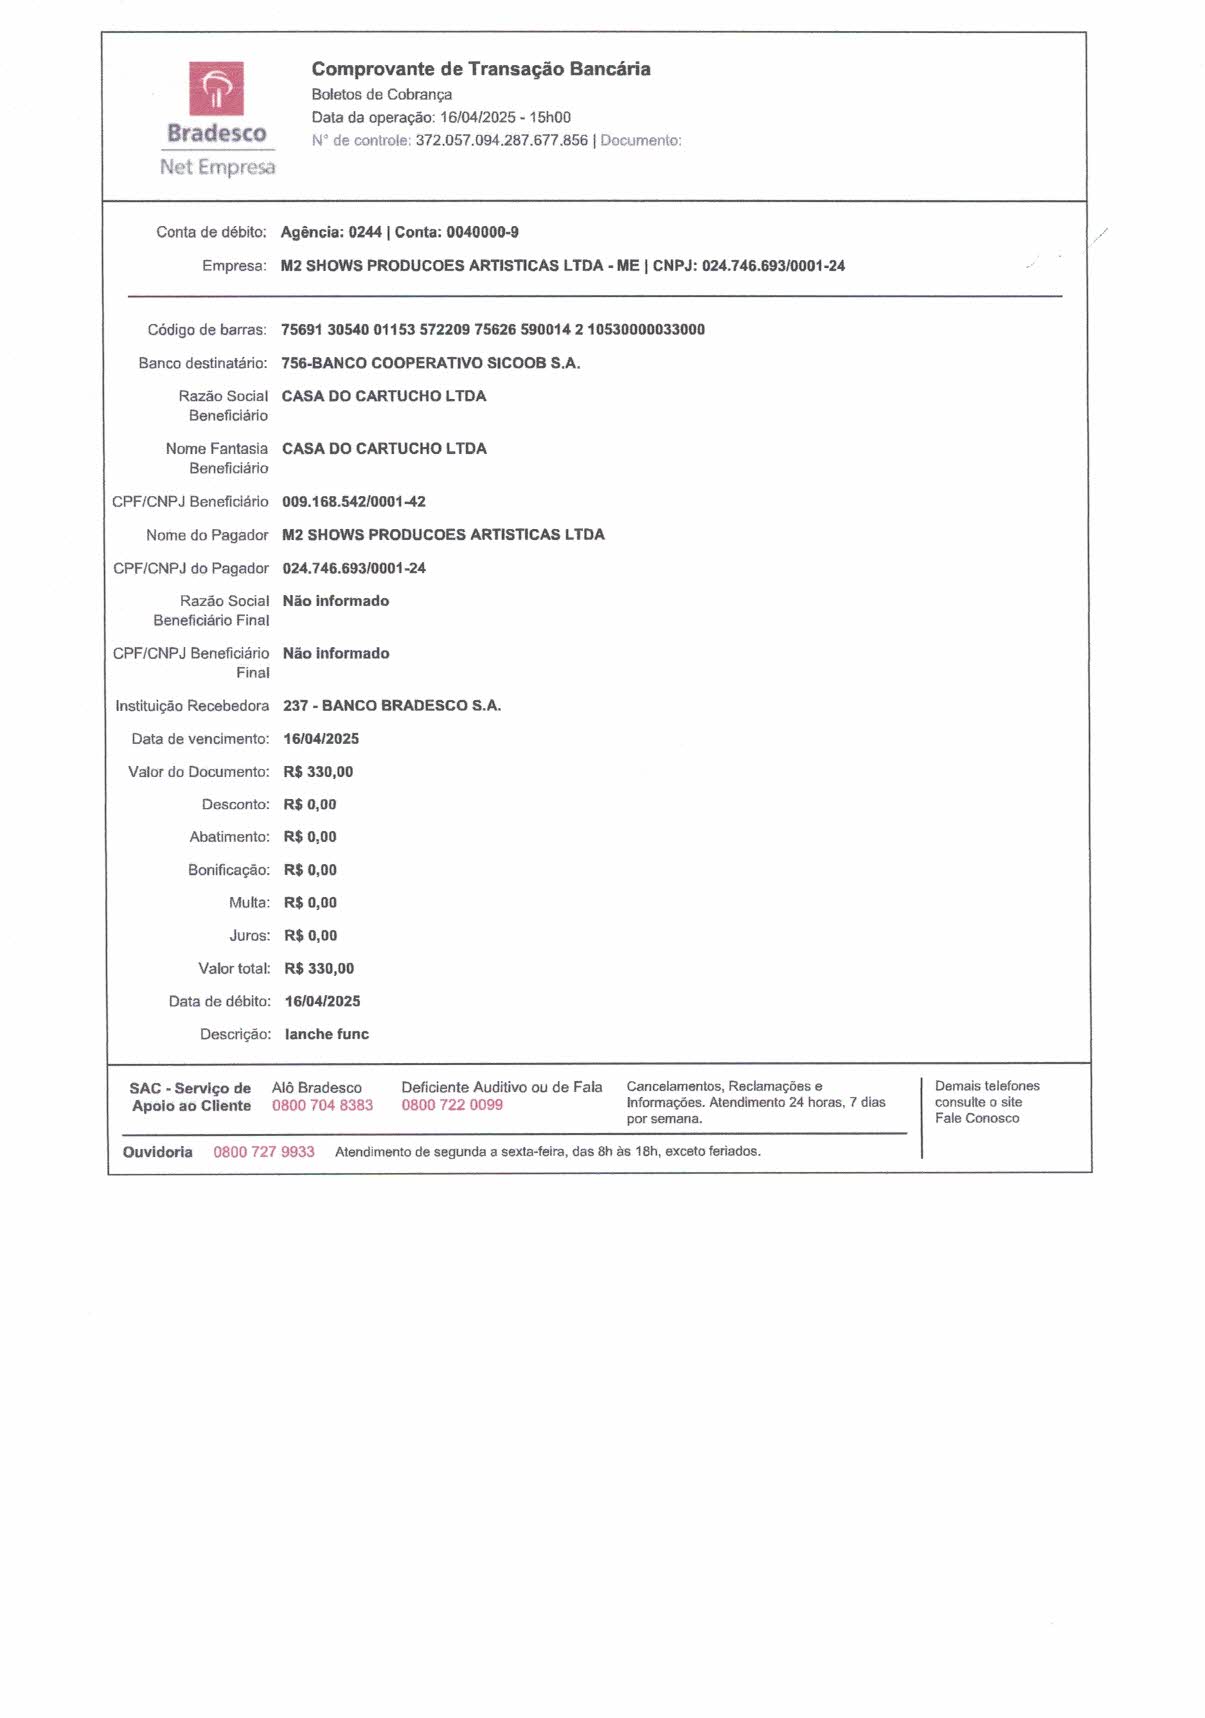 Bradesco
Net Empresa
Comprovante de Transação Bancária
Boletos de Cobrança
Data da operação: 16/04/2025 - 15h00
N° de controle: 372.057.094.287.677.856 | Documento:
Conta de débito: Agência: 0244 | Conta: 0040000-9
Empresa: M2 SHOWS PRODUCOES ARTISTICAS LTDA - ME | CNPJ: 024.746.693/0001-24
Código de barras: 75691 30540 01153 572209 75626 590014 2 10530000033000
Banco destinatário: 756-BANCO COOPERATIVO SICOOB S.A.
Razão Social CASA DO CARTUCHO LTDA
Beneficiário
Nome Fantasia CASA DO CARTUCHO LTDA
Beneficiário
CPF/CNPJ Beneficiário 009.168.542/0001-42
Nome do Pagador M2 SHOWS PRODUCOES ARTISTICAS LTDA
CPF/CNPJ do Pagador 024.746.693/0001-24
Razão Social Não informado
Beneficiário Final
CPF/CNPJ Beneficiário Não informado
Final
Instituição Recebedora 237 - BANCO BRADESCO S.A.
Data de vencimento: 16/04/2025
Valor do Documento: R$ 330,00
Desconto: R$ 0,00
Abatimento: R$ 0,00
Bonificação: R$ 0,00
Multa: R$ 0,00
Juros: R$ 0,00
Valor total: R$ 330,00
Data de débito: 16/04/2025
Descrição: lanche func
SAC - Serviço de
Apoio ao Cliente
Alô Bradesco
0800 704 8383
Deficiente Auditivo ou de Fala
0800 722 0099
Cancelamentos, Reclamações e
Informações. Atendimento 24 horas, 7 dias
por semana.
Demais telefones
consulte o site
Fale Conosco
Ouvidoria 0800 727 9933 Atendimento de segunda a sexta-feira, das 8h às 18h, exceto feriados.